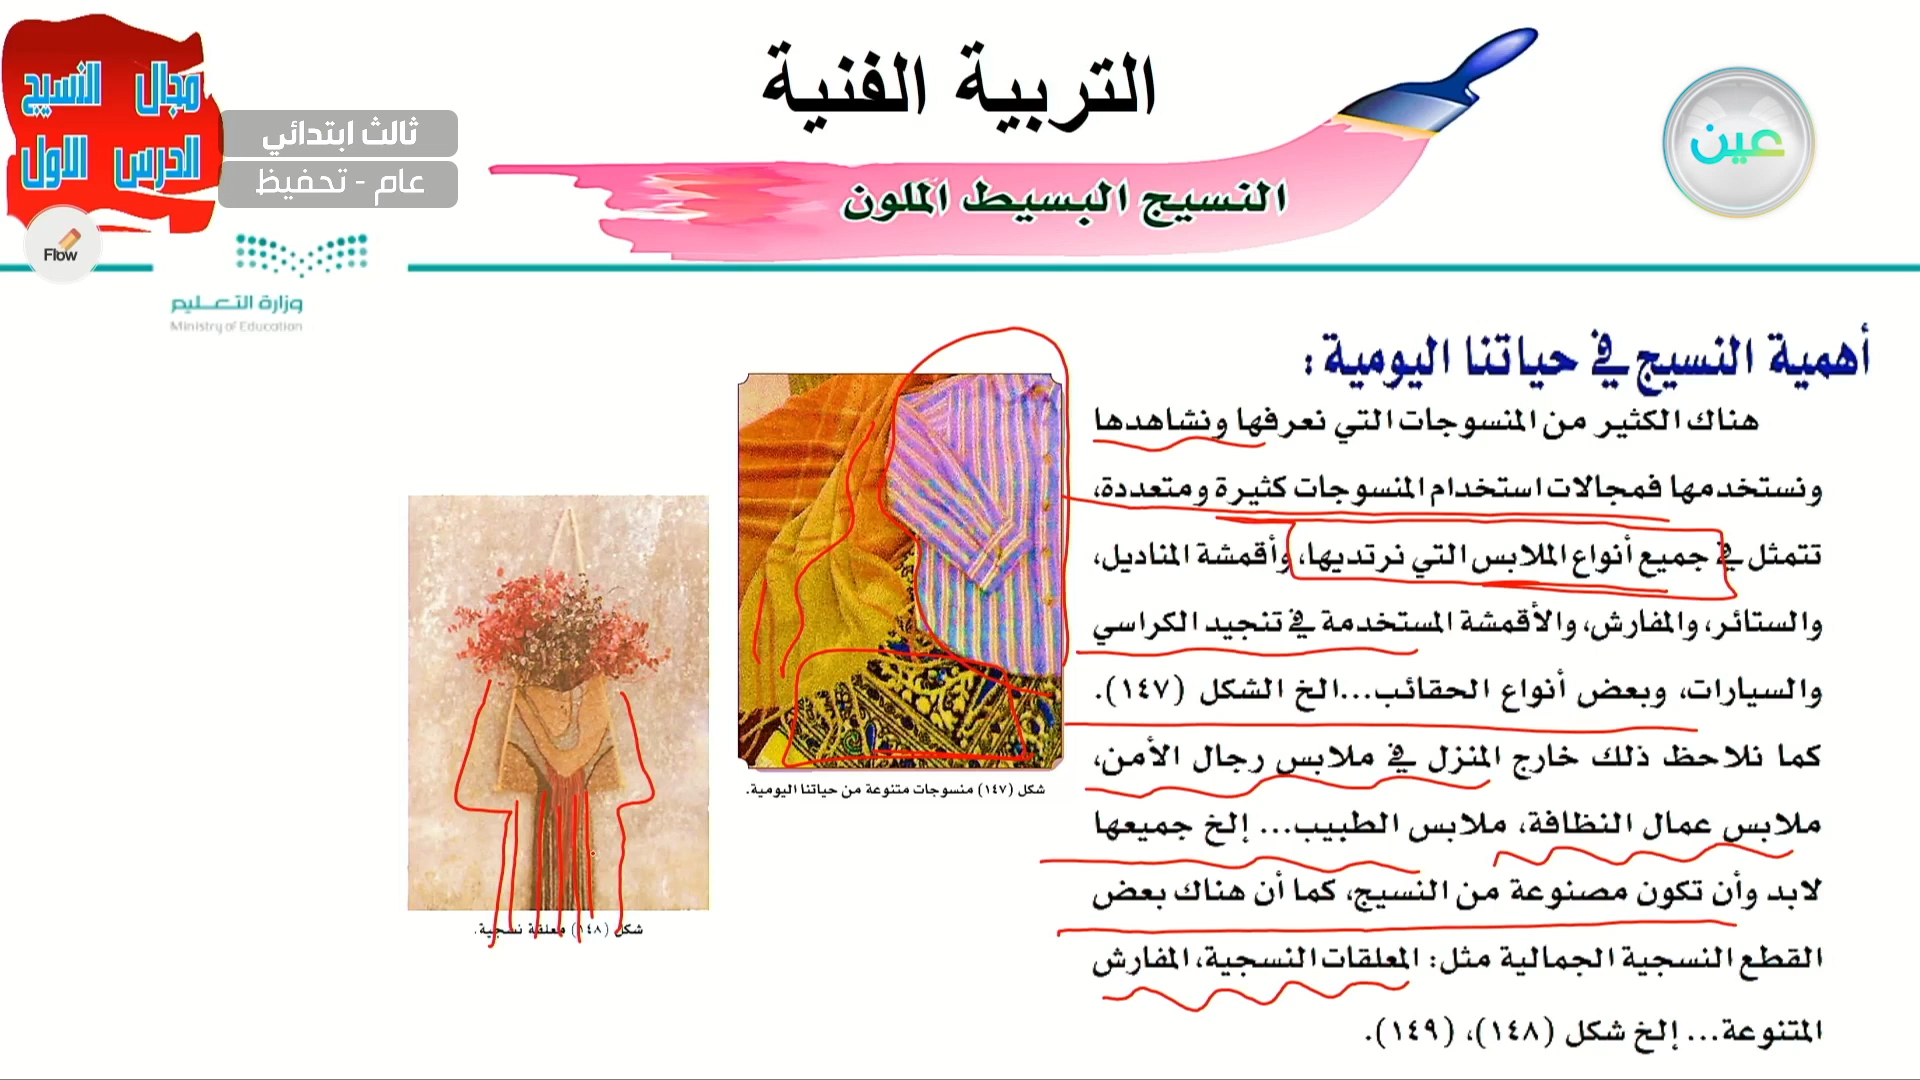 مجال النسيج
الدرس الاول
ثالث ابتدائي
عام - تحفيظ
التربية الفنية
النسيج البسيط الملون
عين
Flow
وزارة التعليم
Ministry of Education
أهمية النسيج في حياتنا اليومية :
هناك الكثير من المنسوجات التي نعرفها ونشاهدها
ونستخدمها فمجالات استخدام المنسوجات كثيرة ومتعددة،
تتمثل في جميع أنواع الملابس التي نرتديها، وأقمشة المناديل،
والستائر، والمفارش، والأقمشة المستخدمة في تنجيد الكراسي
والسيارات، وبعض أنواع الحقائب...الخ الشكل (١٤٧).
كما نلاحظ ذلك خارج المنزل في ملابس رجال الأمن،
ملابس عمال النظافة، ملابس الطبيب... إلخ جميعها
لابد وأن تكون مصنوعة من النسيج، كما أن هناك بعض
القطع النسجية الجمالية مثل: المعلقات النسجية، المفارش
المتنوعة... إلخ شكل (١٤٨)، (١٤٩).
شكل (١٤٧) منسوجات متنوعة من حياتنا اليومية.
شكل (١٤٨) معلقة نسجية.